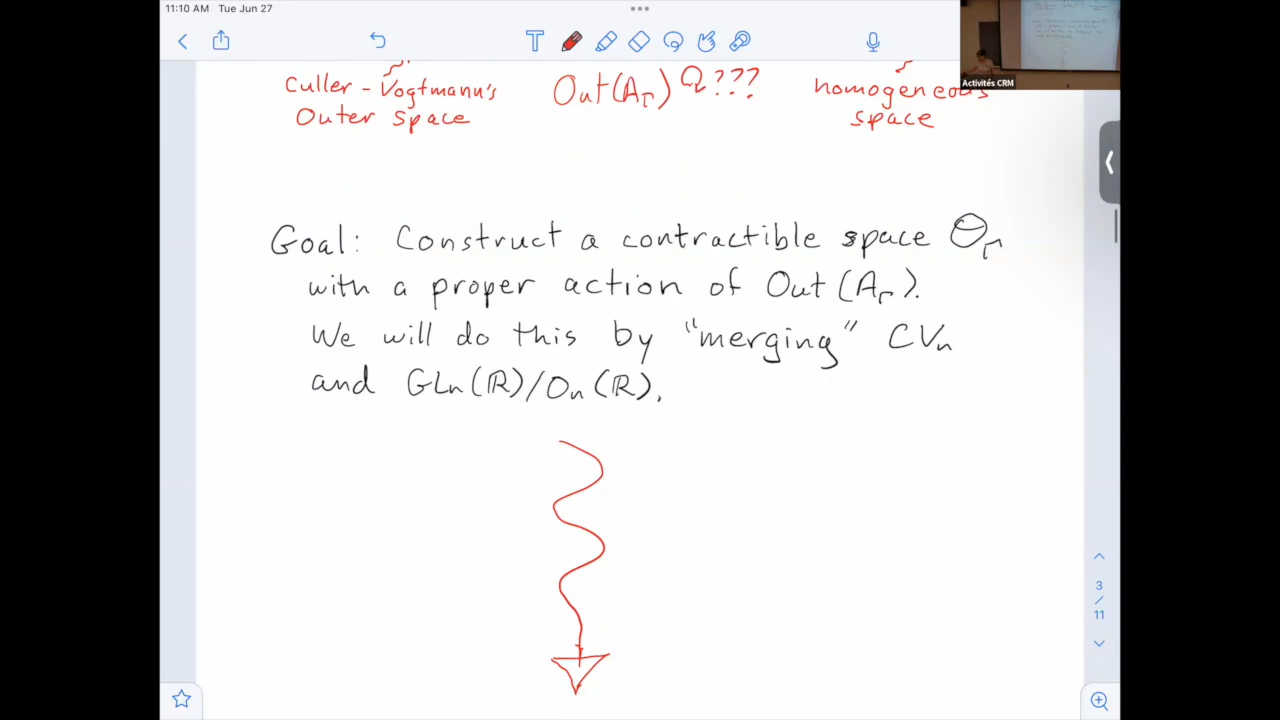 11:10 AM Tue Jun 27
Activités CRM
Culler - Vogtmann's Out(A_Γ) ↷ ??? homogeneous
Outer space space
Goal: Construct a contractible space Θ_Γ
with a proper action of Out(A_Γ).
We will do this by "merging" CV_n
and GL_n(ℝ)/O_n(ℝ).
3
/
11